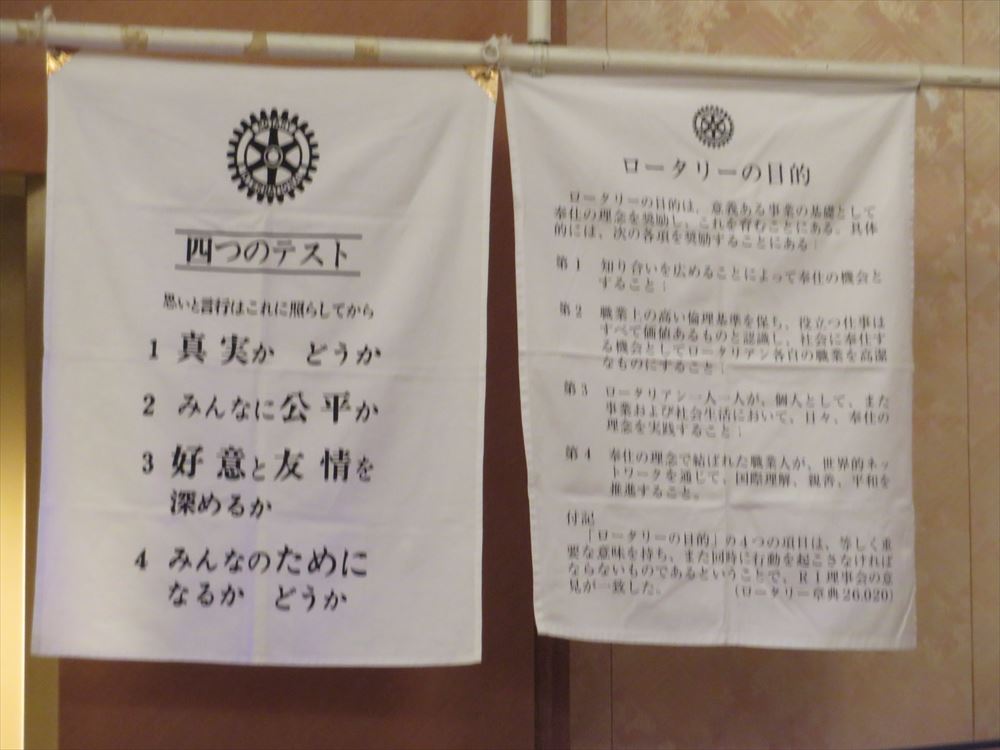 四つのテスト
思いと言行はこれに照らしてから
1 真実か どうか
2 みんなに公平か
3 好意と友情を
深めるか
4 みんなのために
なるか どうか
ロータリーの目的
ロータリーの目的は、意義ある事業の基礎として
奉仕の理念を奨励し、これを育むことにある。具体
的には、次の各項を奨励することにある:
第1 知り合いを広めることによって奉仕の機会と
すること;
第2 職業上の高い倫理基準を保ち、役立つ仕事は
すべて価値あるものと認識し、社会に奉仕す
る機会としてロータリアン各自の職業を高潔
なものにすること;
第3 ロータリアン一人一人が、個人として、また
事業および社会生活において、日々、奉仕の
理念を実践すること;
第4 奉仕の理念で結ばれた職業人が、世界的ネッ
トワークを通じて、国際理解、親善、平和を
推進すること。
付記
「ロータリーの目的」の4つの項目は、等しく重
要な意味を持ち、また同時に行動を起こさなければ
ならないものであるということで、RI理事会の意
見が一致した。 (ロータリー章典26.020)